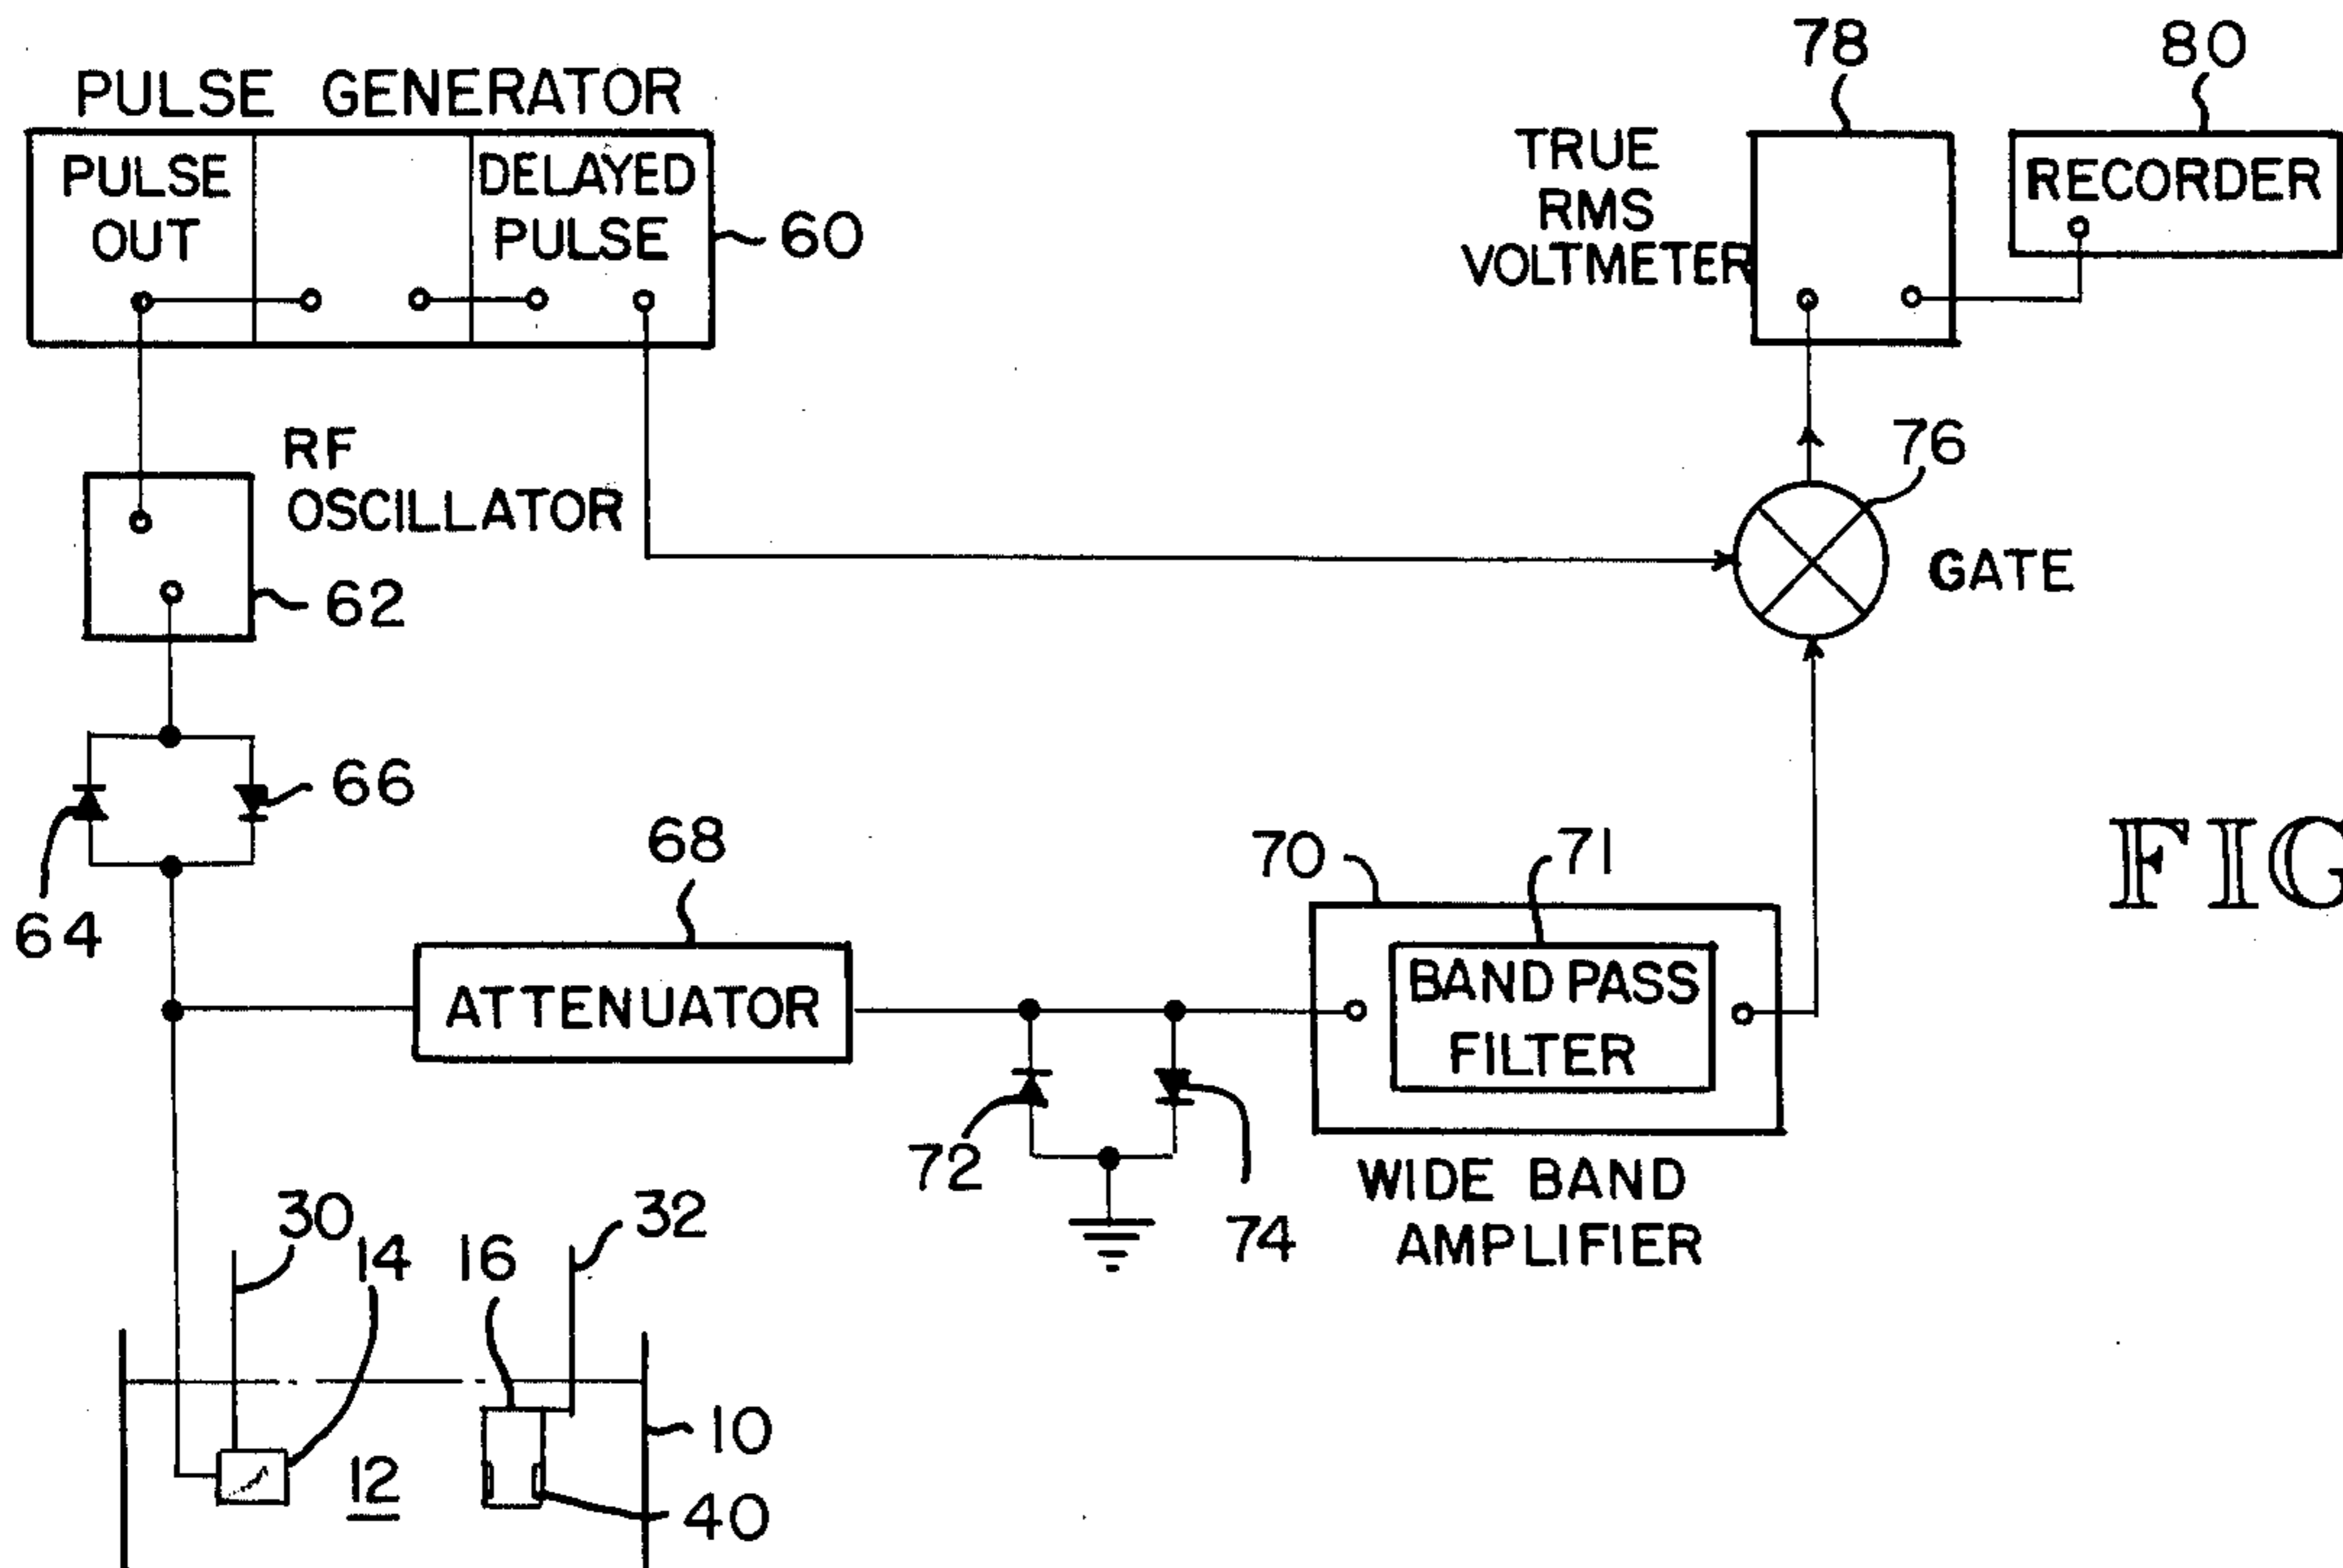 78
80
PULSE GENERATOR
PULSE
OUT
DELAYED
PULSE
60
TRUE
RMS
VOLTMETER
RECORDER
RF
OSCILLATOR
62
76
GATE
66
64
68
ATTENUATOR
70
71
BAND PASS
FILTER
FIG
72
74
WIDE BAND
AMPLIFIER
30
14
16
32
10
12
40